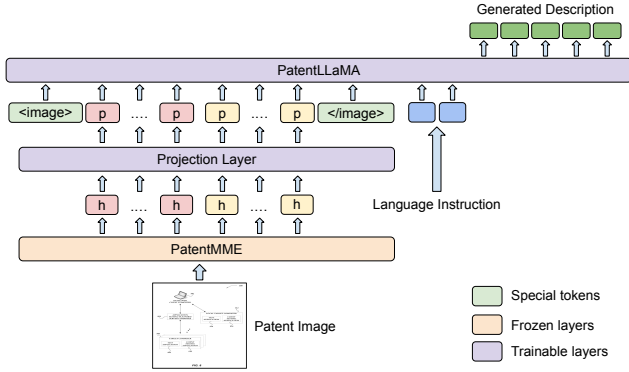 Generated Description
PatentLLaMA
<image> p .... p p .... p </image>
Projection Layer
h .... h h .... h
Language Instruction
PatentMME
Patent Image
Special tokens
Frozen layers
Trainable layers